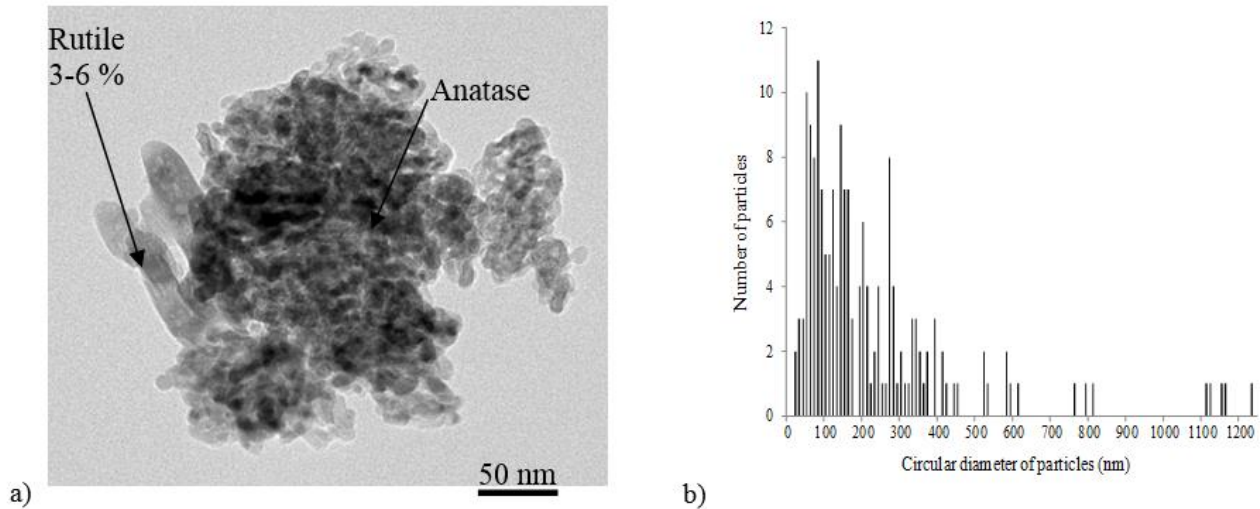 Rutile
3-6 %
Anatase
50 nm
a)
12
10
8
6
4
2
0
Number of particles
0 100 200 300 400 500 600 700 800 900 1000 1100 1200
Circular diameter of particles (nm)
b)